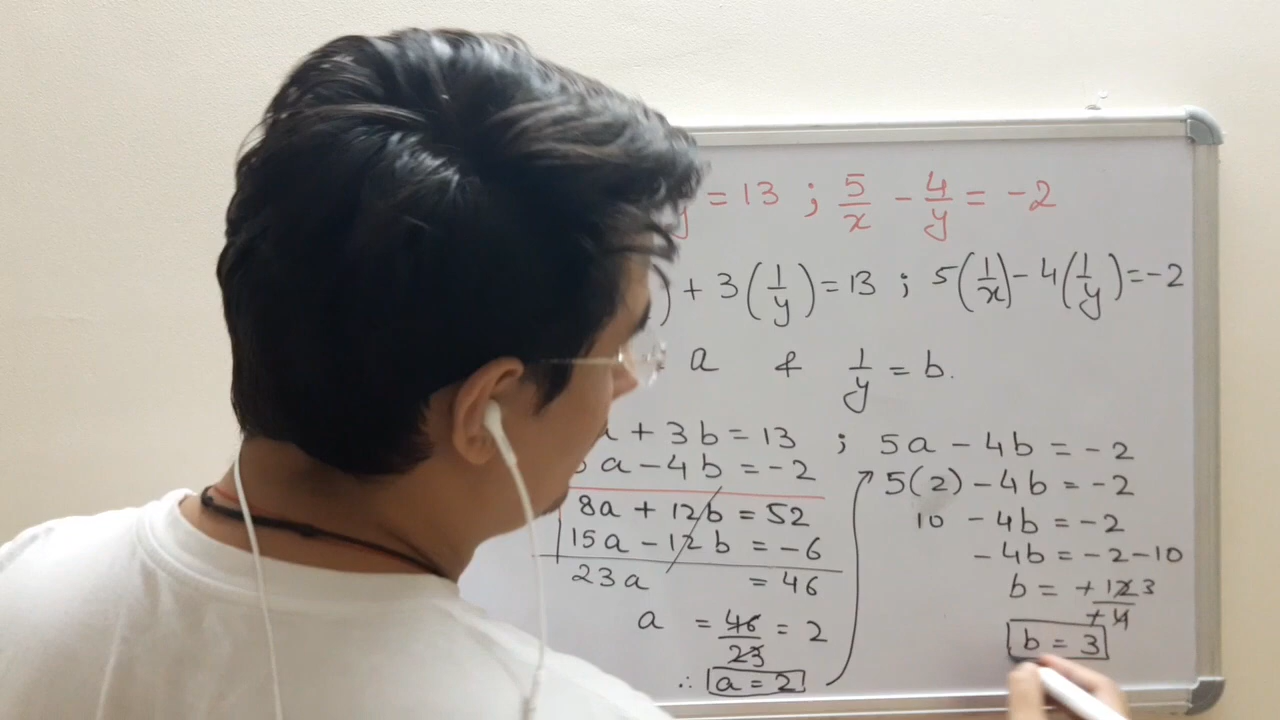 = 13 ; 5/x - 4/y = -2
) + 3(1/y) = 13 ; 5(1/x) - 4(1/y) = -2
a & 1/y = b.
+ 3b = 13 ; 5a - 4b = -2
a - 4b = -2
8a + 12b = 52
15a - 12b = -6
23a = 46
a = 46/23 = 2
∴ a = 2
5(2) - 4b = -2
10 - 4b = -2
- 4b = -2 - 10
b = +12 3/+4
b = 3